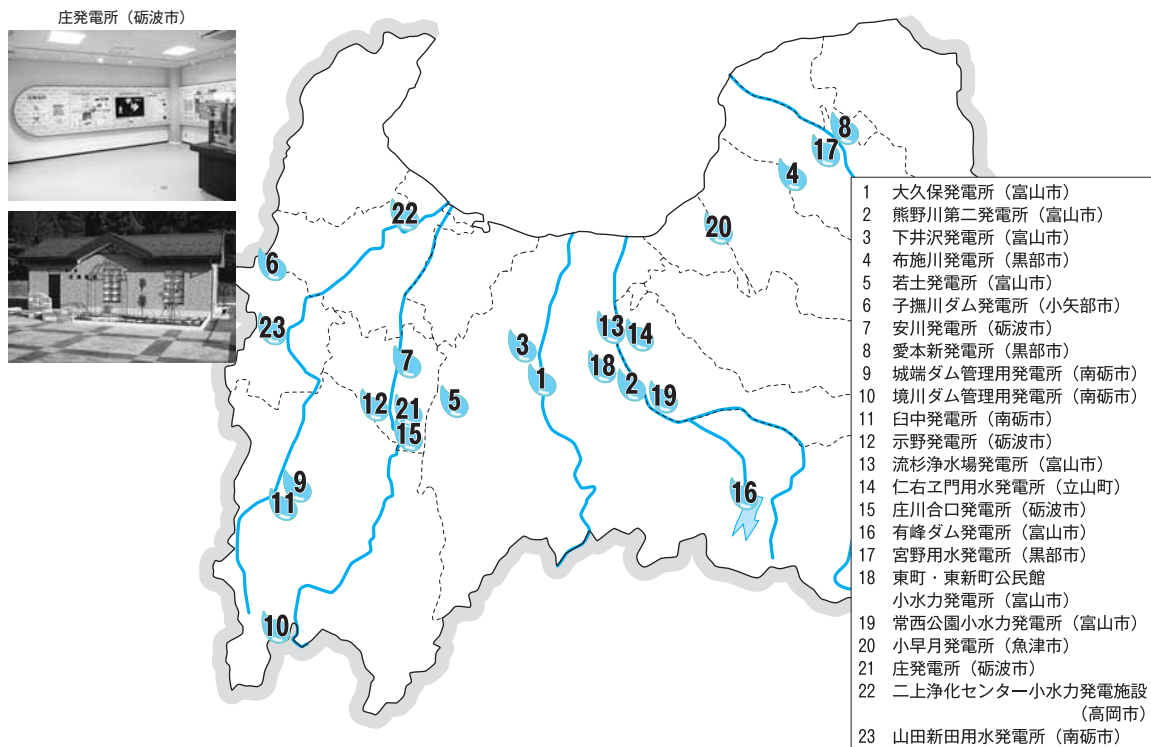 庄発電所（砺波市）
8
17
4
22
20
6
23
13
14
3
7
18
1
2
19
5
12
21
15
9
11
16
10
1 大久保発電所（富山市）
2 熊野川第二発電所（富山市）
3 下井沢発電所（富山市）
4 布施川発電所（黒部市）
5 若土発電所（富山市）
6 子撫川ダム発電所（小矢部市）
7 安川発電所（砺波市）
8 愛本新発電所（黒部市）
9 城端ダム管理用発電所（南砺市）
10 境川ダム管理用発電所（南砺市）
11 臼中発電所（南砺市）
12 示野発電所（砺波市）
13 流杉浄水場発電所（富山市）
14 仁右ヱ門用水発電所（立山町）
15 庄川合口発電所（砺波市）
16 有峰ダム発電所（富山市）
17 宮野用水発電所（黒部市）
18 東町・東新町公民館
小水力発電所（富山市）
19 常西公園小水力発電所（富山市）
20 小早月発電所（魚津市）
21 庄発電所（砺波市）
22 二上浄化センター小水力発電施設
（高岡市）
23 山田新田用水発電所（南砺市）